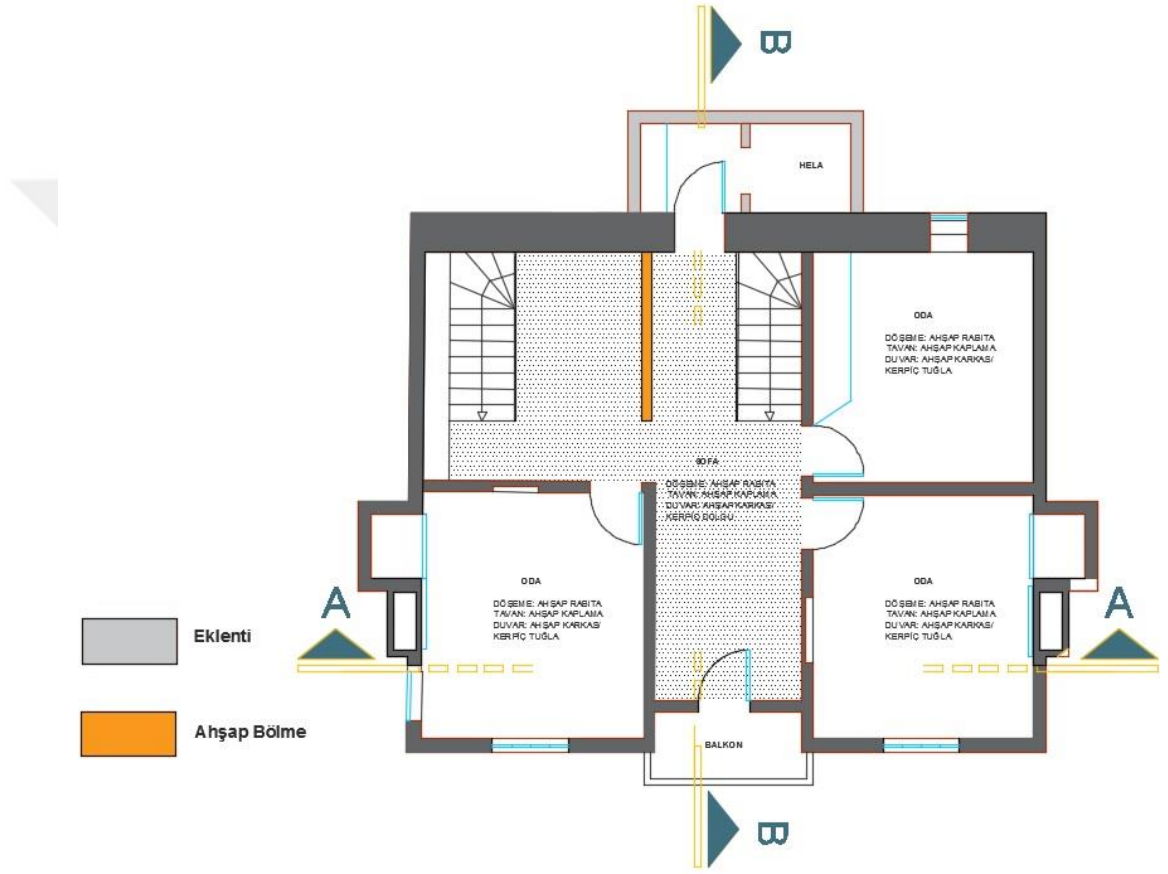 B
HELA
ODA
DÖŞEME: AHŞAP RABITA
TAVAN: AHŞAP KAPLAMA
DUVAR: AHŞAP KARKAS/
KERPİÇ TUĞLA
SOFA
DÖŞEME: AHŞAP RABITA
TAVAN: AHŞAP KAPLAMA
DUVAR: AHŞAP KARKAS/
KERPİÇ DOLGU
ODA
DÖŞEME: AHŞAP RABITA
TAVAN: AHŞAP KAPLAMA
DUVAR: AHŞAP KARKAS/
KERPİÇ TUĞLA
ODA
DÖŞEME: AHŞAP RABITA
TAVAN: AHŞAP KAPLAMA
DUVAR: AHŞAP KARKAS/
KERPİÇ TUĞLA
A
A
Eklenti
Ahşap Bölme
BALKON
B